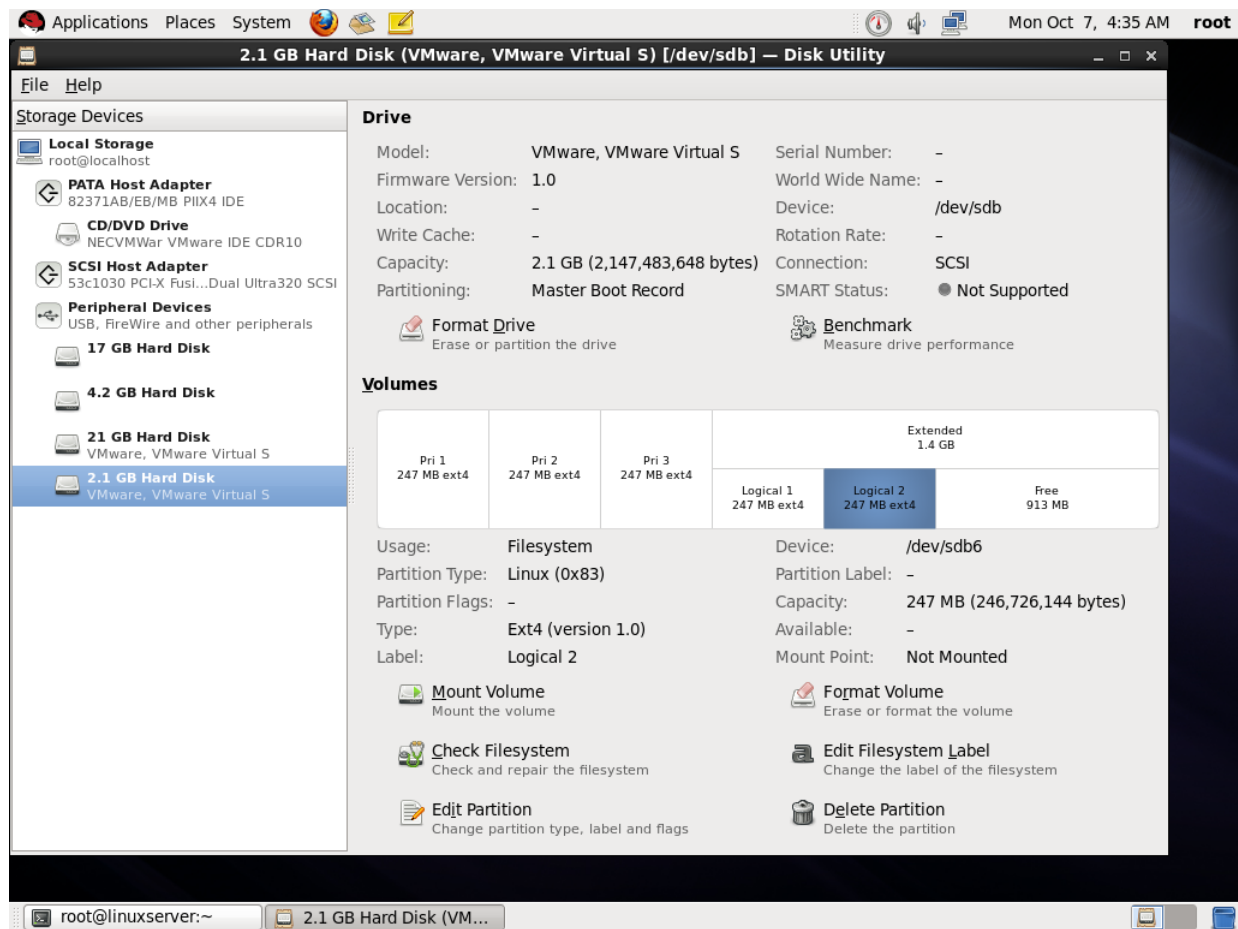 Applications Places System
Mon Oct 7, 4:35 AM root
2.1 GB Hard Disk (VMware, VMware Virtual S) [/dev/sdb] — Disk Utility
File Help
Storage Devices
Local Storage
root@localhost
PATA Host Adapter
82371AB/EB/MB PIIX4 IDE
CD/DVD Drive
NECVMWar VMware IDE CDR10
SCSI Host Adapter
53c1030 PCI-X Fusi...Dual Ultra320 SCSI
Peripheral Devices
USB, FireWire and other peripherals
17 GB Hard Disk
4.2 GB Hard Disk
21 GB Hard Disk
VMware, VMware Virtual S
2.1 GB Hard Disk
VMware, VMware Virtual S
Drive
Model: VMware, VMware Virtual S Serial Number: –
Firmware Version: 1.0 World Wide Name: –
Location: – Device: /dev/sdb
Write Cache: – Rotation Rate: –
Capacity: 2.1 GB (2,147,483,648 bytes) Connection: SCSI
Partitioning: Master Boot Record SMART Status: Not Supported
Format Drive Benchmark
Erase or partition the drive Measure drive performance
Volumes
Extended
1.4 GB
Pri 1 Pri 2 Pri 3
247 MB ext4 247 MB ext4 247 MB ext4
Logical 1 Logical 2 Free
247 MB ext4 247 MB ext4 913 MB
Usage: Filesystem Device: /dev/sdb6
Partition Type: Linux (0x83) Partition Label: –
Partition Flags: – Capacity: 247 MB (246,726,144 bytes)
Type: Ext4 (version 1.0) Available: –
Label: Logical 2 Mount Point: Not Mounted
Mount Volume Format Volume
Mount the volume Erase or format the volume
Check Filesystem Edit Filesystem Label
Check and repair the filesystem Change the label of the filesystem
Edit Partition Delete Partition
Change partition type, label and flags Delete the partition
root@linuxserver:~ 2.1 GB Hard Disk (VM...